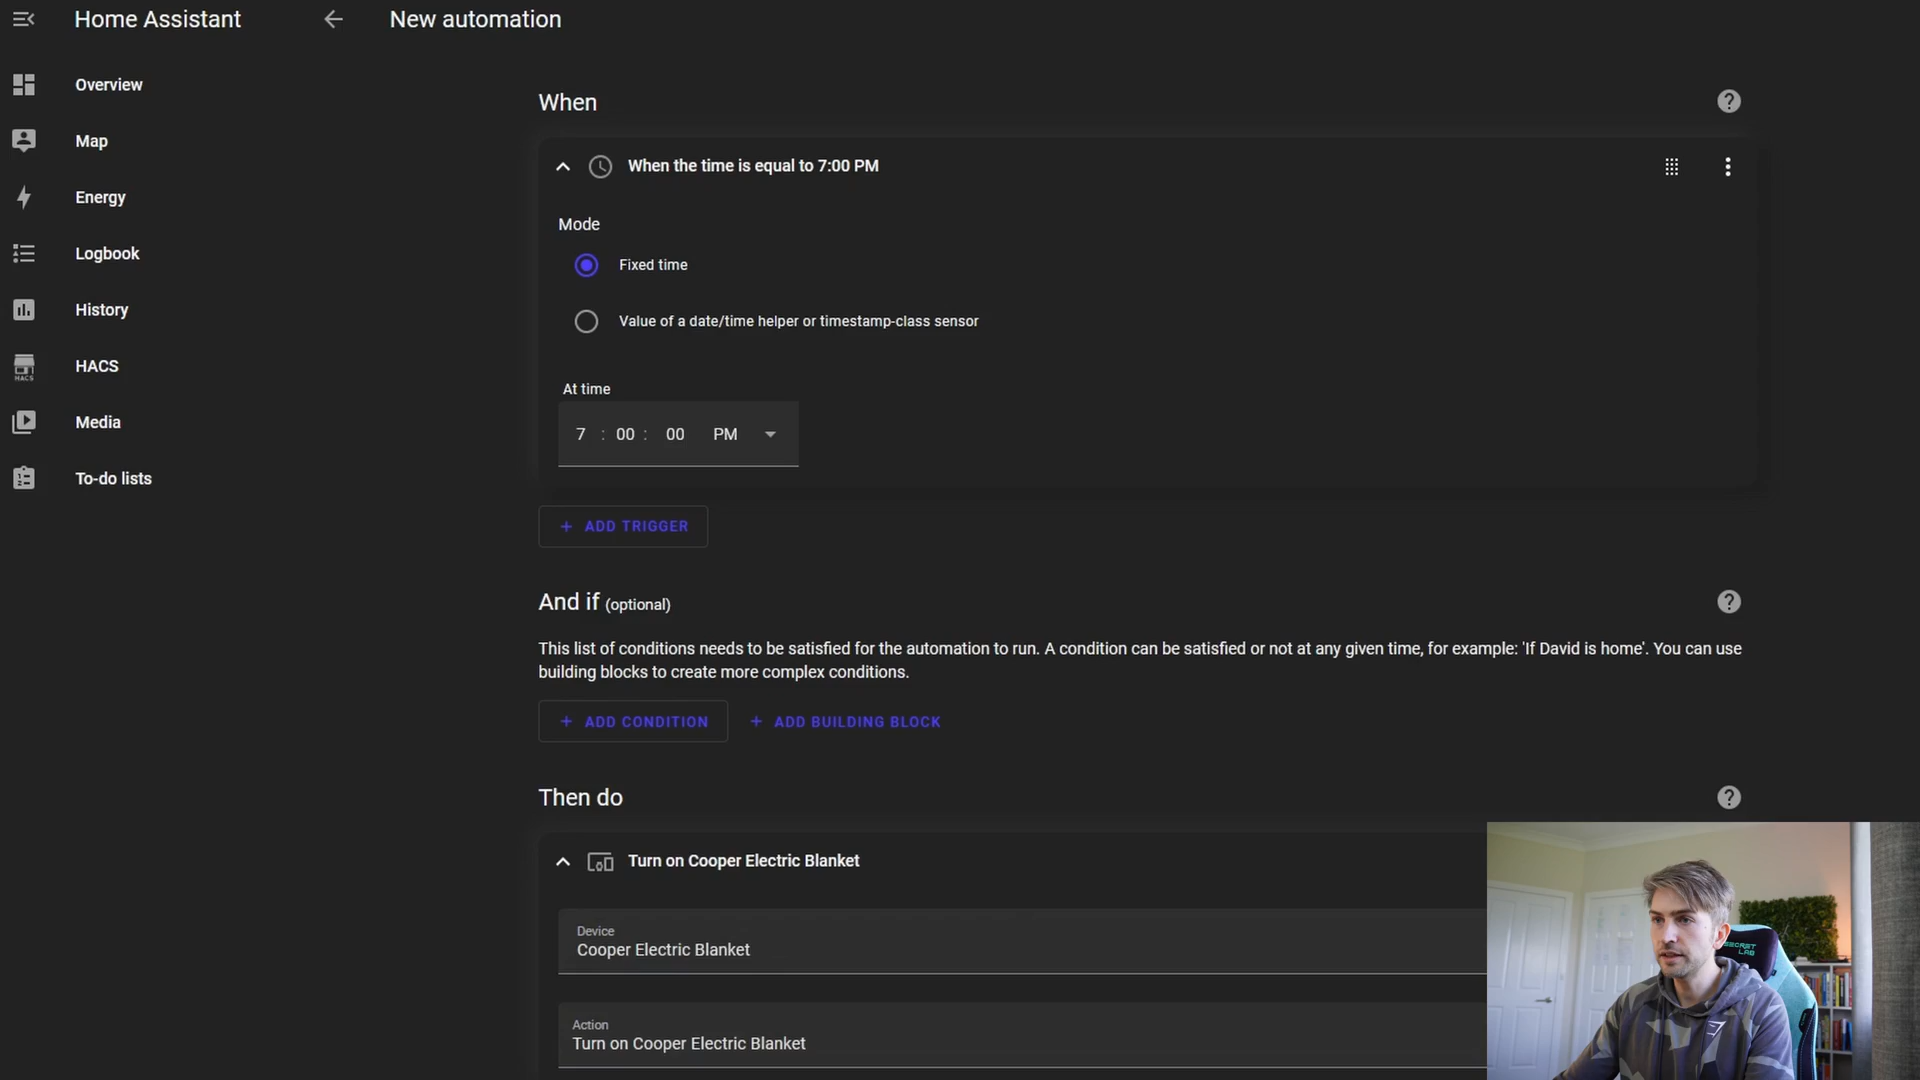 Home Assistant
New automation
Overview
Map
Energy
Logbook
History
HACS
HACS
Media
To-do lists
When
When the time is equal to 7:00 PM
Mode
Fixed time
Value of a date/time helper or timestamp-class sensor
At time
7 : 00 : 00 PM
+ ADD TRIGGER
And if (optional)
This list of conditions needs to be satisfied for the automation to run. A condition can be satisfied or not at any given time, for example: 'If David is home'. You can use
building blocks to create more complex conditions.
+ ADD CONDITION
+ ADD BUILDING BLOCK
Then do
Turn on Cooper Electric Blanket
Device
Cooper Electric Blanket
Action
Turn on Cooper Electric Blanket
SECRET
LAB